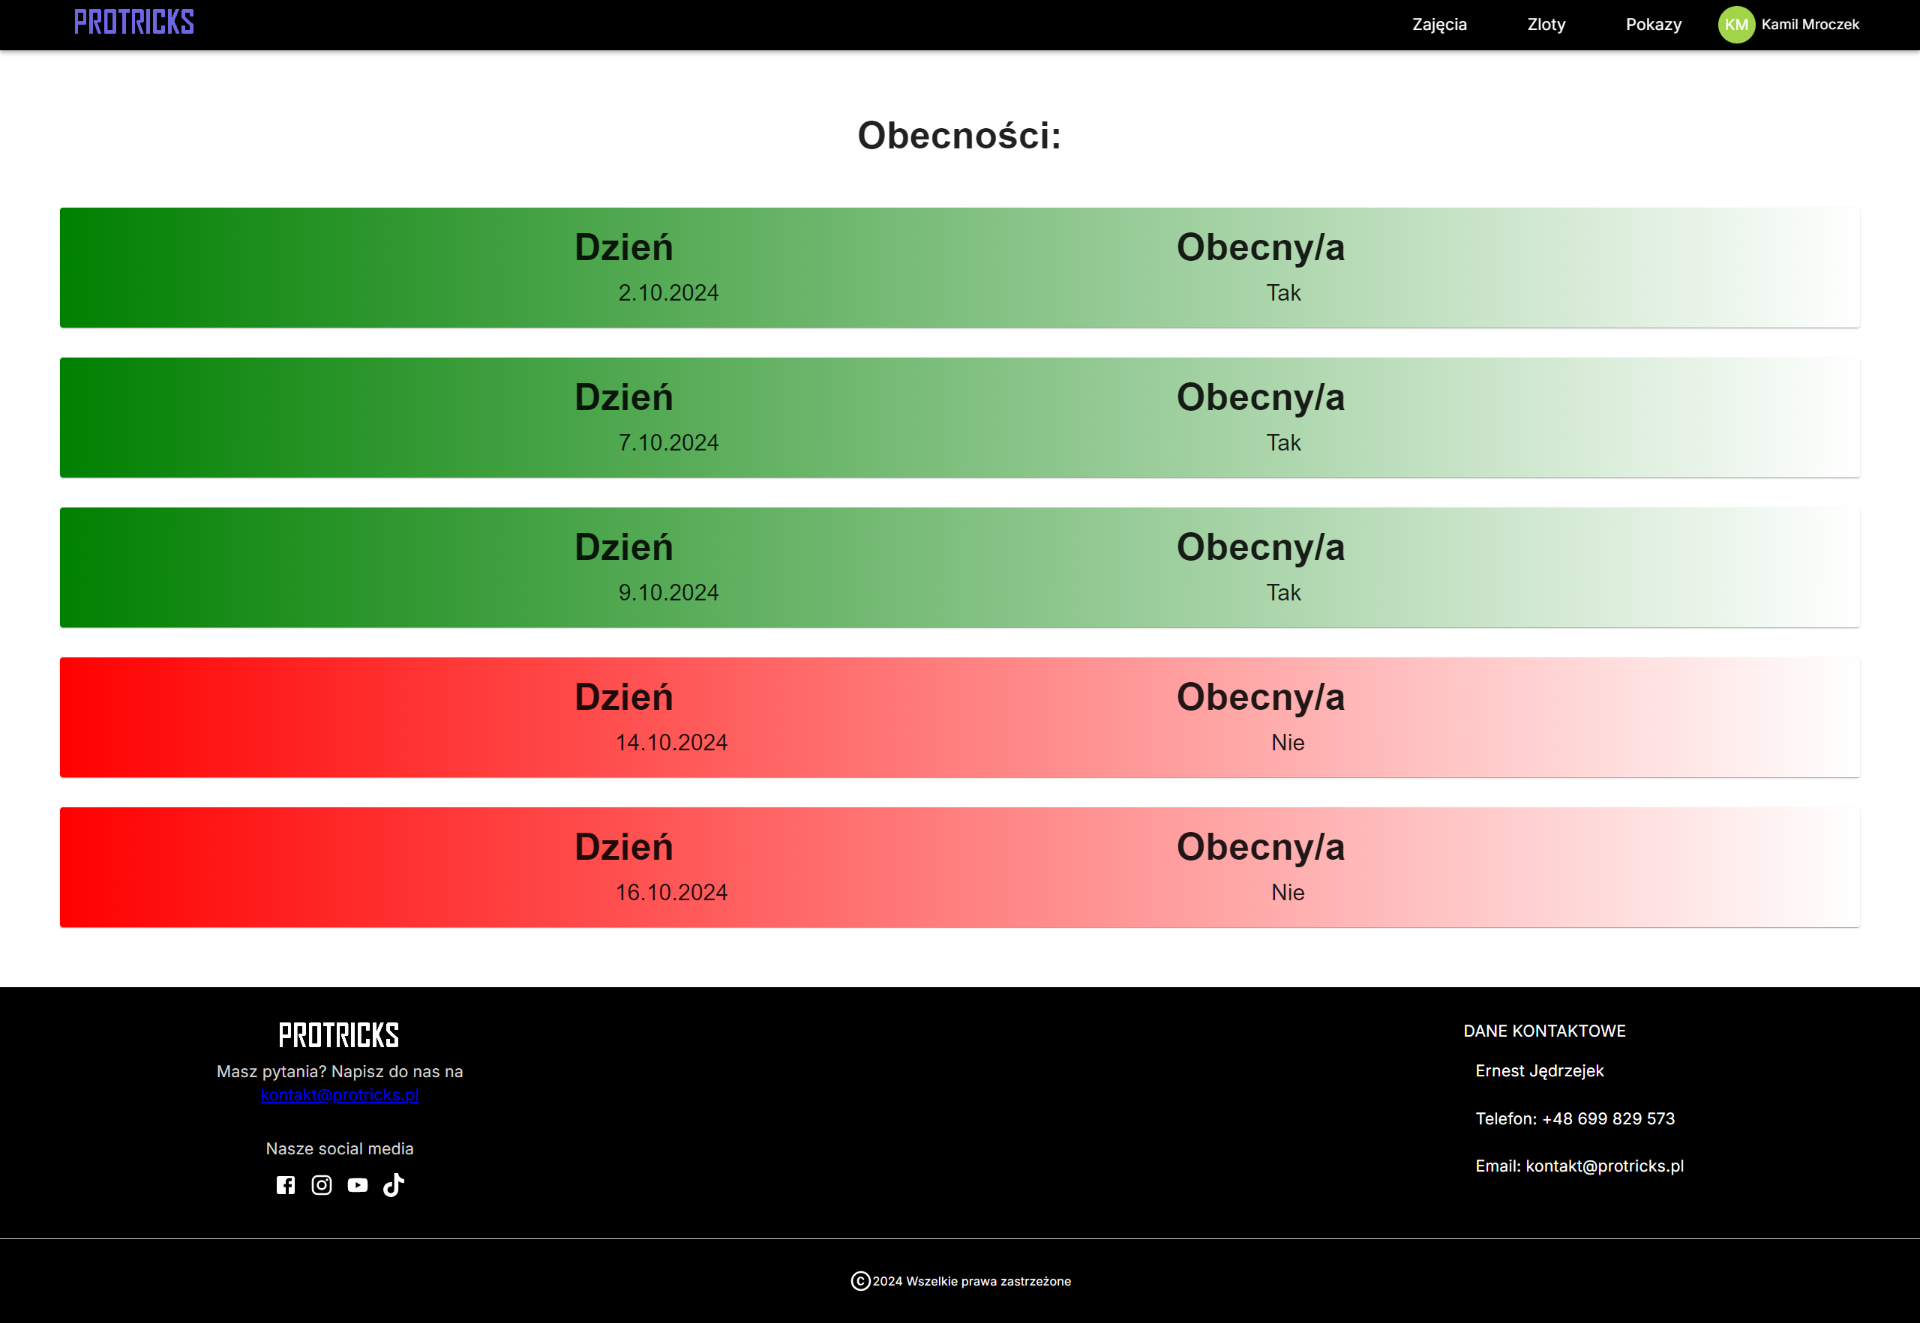 PROTRICKS
Zajęcia Zloty Pokazy KM Kamil Mroczek
Obecności:
Dzień Obecny/a
2.10.2024 Tak
Dzień Obecny/a
7.10.2024 Tak
Dzień Obecny/a
9.10.2024 Tak
Dzień Obecny/a
14.10.2024 Nie
Dzień Obecny/a
16.10.2024 Nie
PROTRICKS
Masz pytania? Napisz do nas na
kontakt@protricks.pl
Nasze social media
DANE KONTAKTOWE
Ernest Jędrzejek
Telefon: +48 699 829 573
Email: kontakt@protricks.pl
©2024 Wszelkie prawa zastrzeżone